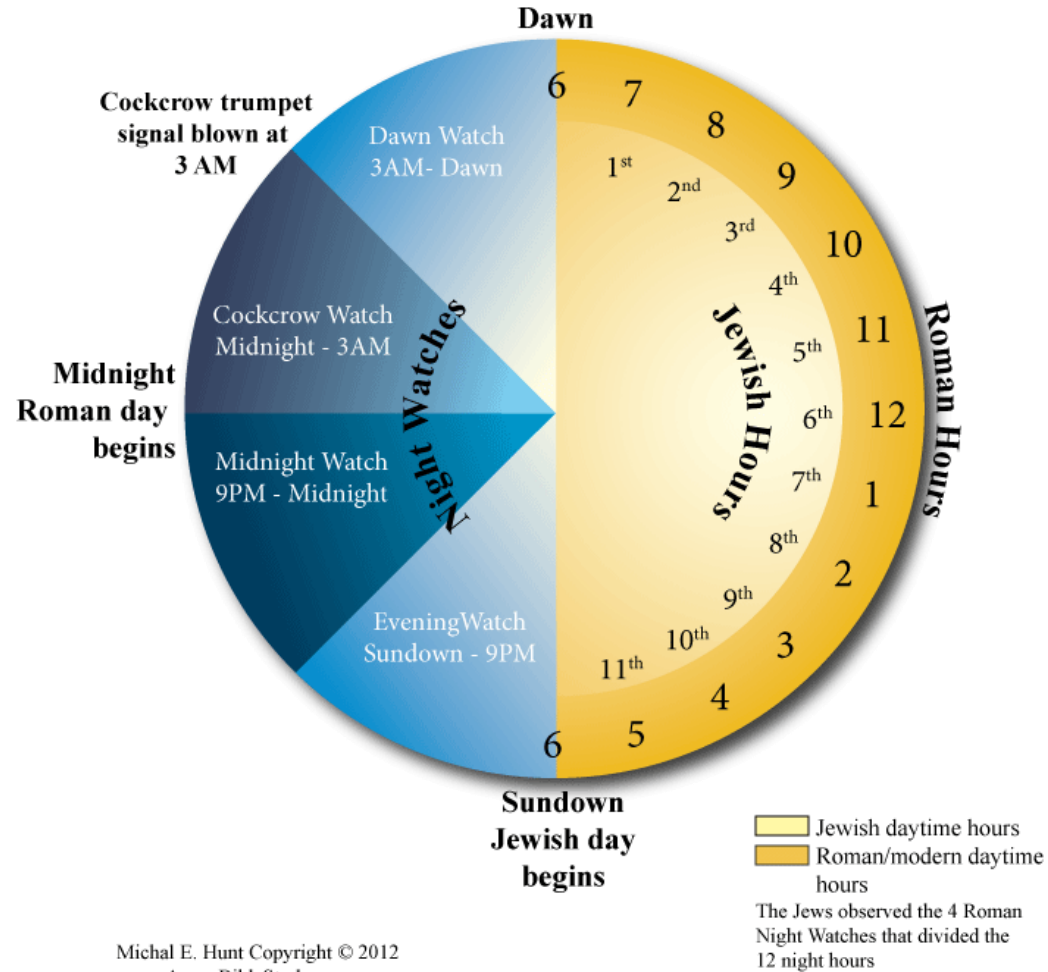 Dawn
Cockcrow trumpet
signal blown at
3 AM
Dawn Watch
3AM- Dawn
Cockcrow Watch
Midnight - 3AM
Midnight
Roman day
begins
Midnight Watch
9PM - Midnight
EveningWatch
Sundown - 9PM
Night Watches
6
7
8
9
10
11
12
1
2
3
4
5
6
1st
2nd
3rd
4th
5th
6th
7th
8th
9th
10th
11th
Jewish Hours
Roman Hours
Sundown
Jewish day
begins
Jewish daytime hours
Roman/modern daytime
hours
The Jews observed the 4 Roman
Night Watches that divided the
12 night hours
Michal E. Hunt Copyright © 2012